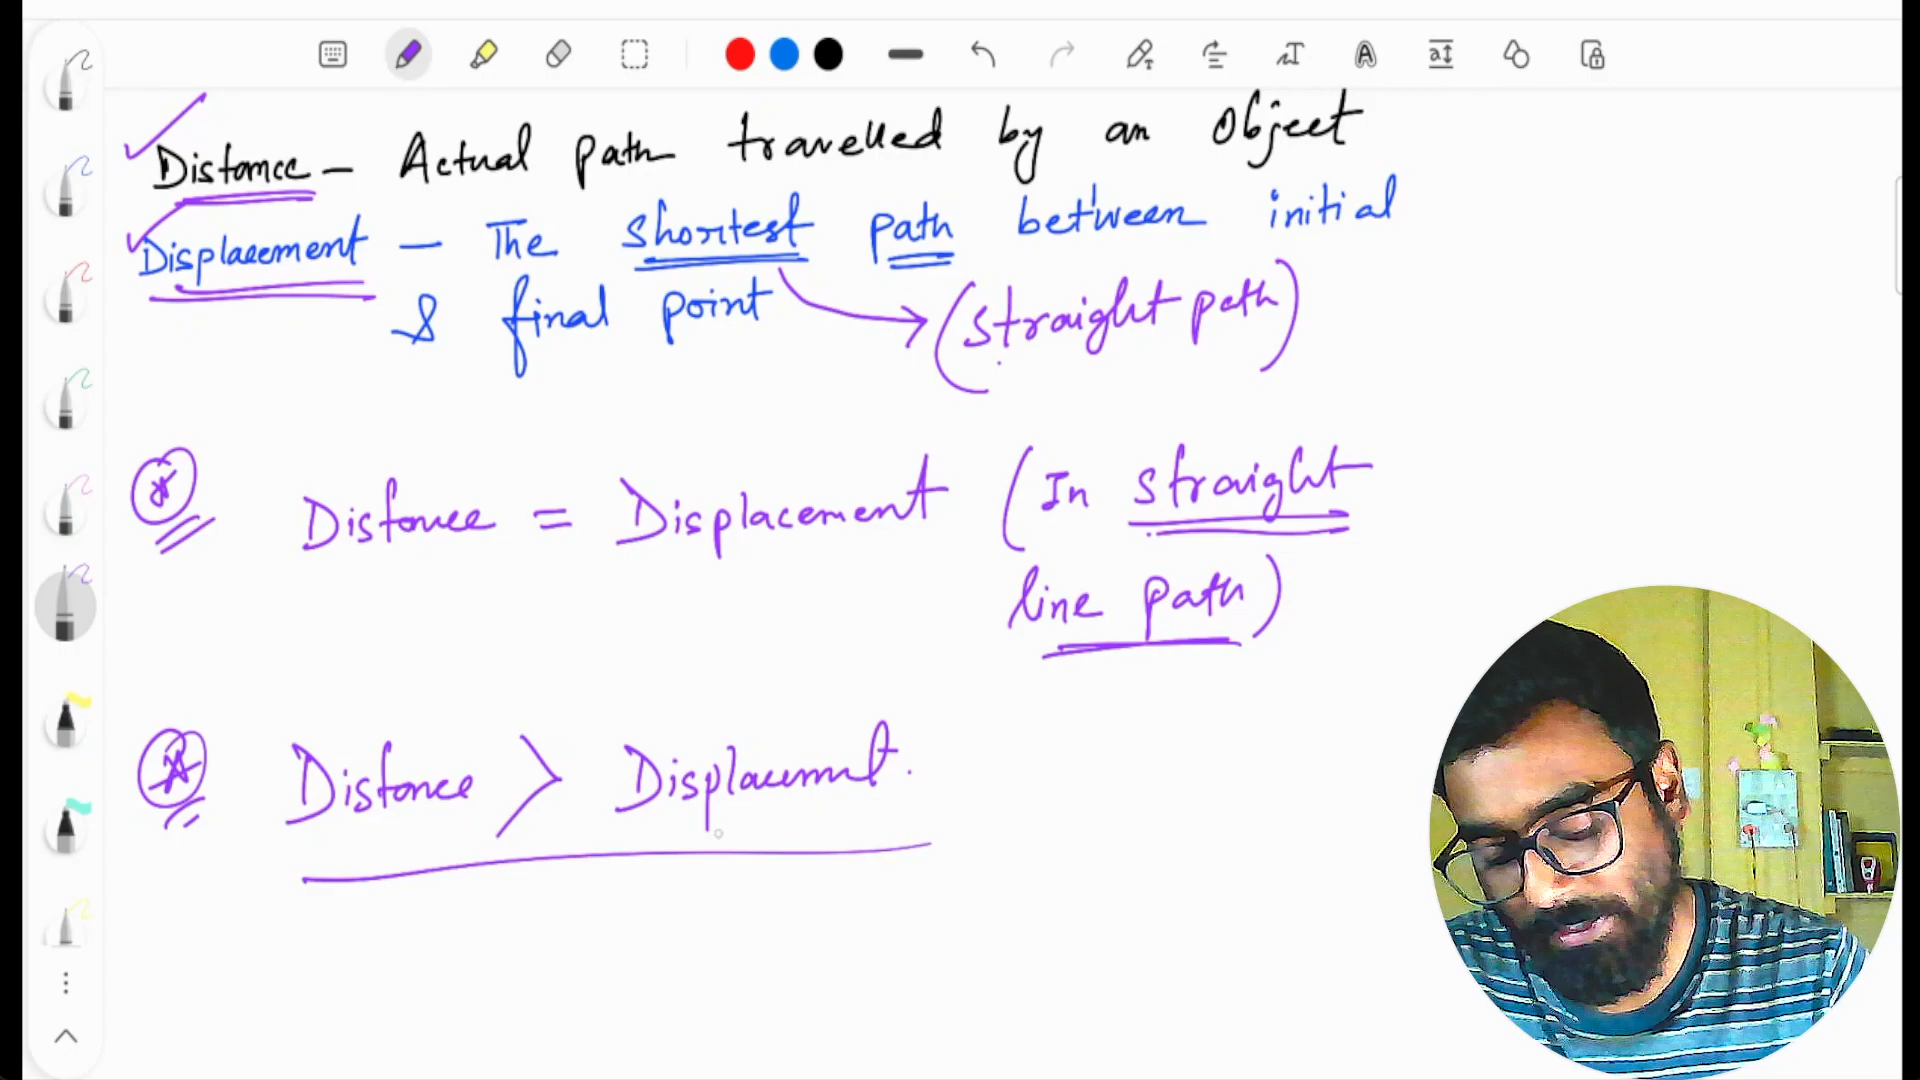 Distance - Actual path travelled by an Object
Displacement - The shortest path between initial
& final point (straight path)
Distance = Displacement (In straight
line path)
Distance > Displacemnt.